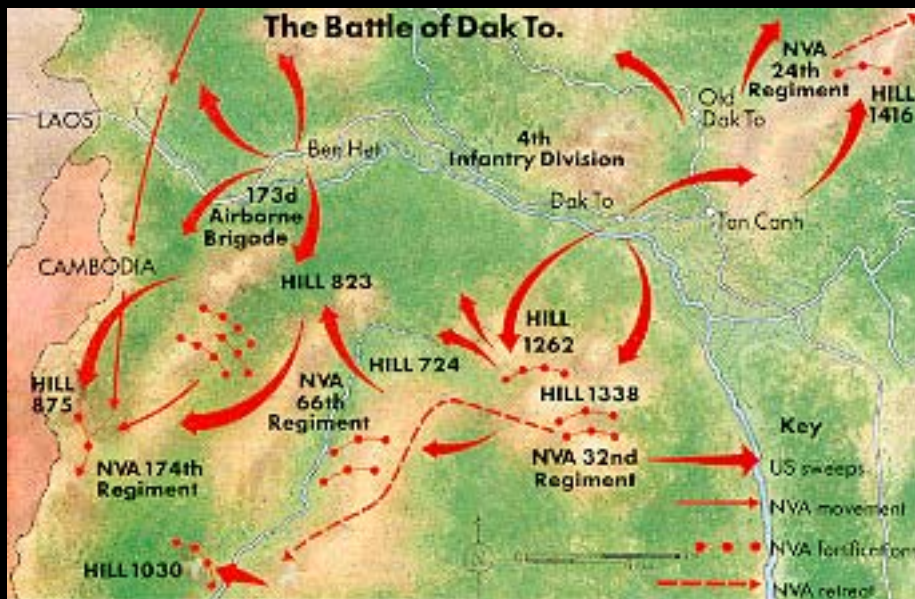 The Battle of Dak To.
NVA
24th
Regiment
HILL
1416
Old
Dak To
LAOS
Ben Het
4th
Infantry Division
173d
Airborne
Brigade
Dak To
Tan Canh
CAMBODIA
HILL 823
HILL
1262
HILL 724
HILL
875
NVA
66th
Regiment
HILL 1338
Key
NVA 174th
Regiment
NVA 32nd
Regiment
US sweeps
NVA movement
NVA fortifications
HILL 1030
NVA retreat